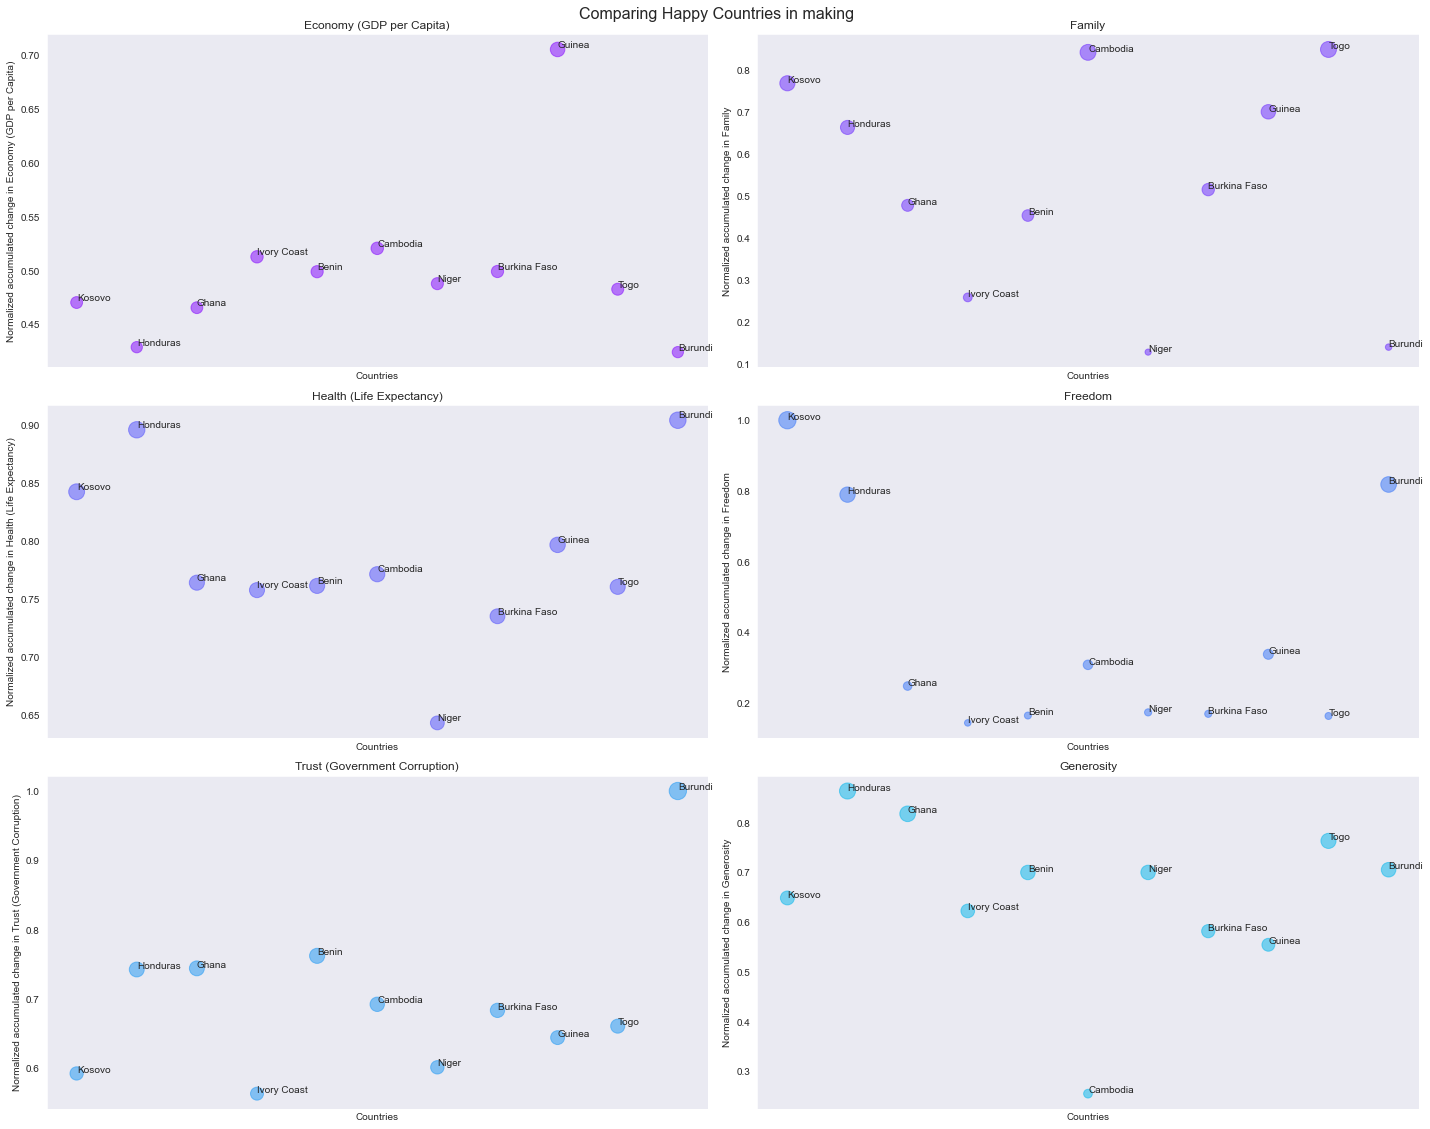 Comparing Happy Countries in making
Economy (GDP per Capita)
Normalized accumulated change in Economy (GDP per Capita)
0.70
0.65
0.60
0.55
0.50
0.45
Kosovo
Honduras
Ghana
Ivory Coast
Benin
Cambodia
Niger
Burkina Faso
Guinea
Togo
Burundi
Countries
Family
Normalized accumulated change in Family
0.8
0.7
0.6
0.5
0.4
0.3
0.2
0.1
Kosovo
Honduras
Ghana
Ivory Coast
Benin
Cambodia
Niger
Burkina Faso
Guinea
Togo
Burundi
Countries
Health (Life Expectancy)
Normalized accumulated change in Health (Life Expectancy)
0.90
0.85
0.80
0.75
0.70
0.65
Kosovo
Honduras
Ghana
Ivory Coast
Benin
Cambodia
Niger
Burkina Faso
Guinea
Togo
Burundi
Countries
Freedom
Normalized accumulated change in Freedom
1.0
0.8
0.6
0.4
0.2
Kosovo
Honduras
Ghana
Ivory Coast
Benin
Cambodia
Niger
Burkina Faso
Guinea
Togo
Burundi
Countries
Trust (Government Corruption)
Normalized accumulated change in Trust (Government Corruption)
1.0
0.9
0.8
0.7
0.6
Kosovo
Honduras
Ghana
Ivory Coast
Benin
Cambodia
Niger
Burkina Faso
Guinea
Togo
Burundi
Countries
Generosity
Normalized accumulated change in Generosity
0.8
0.7
0.6
0.5
0.4
0.3
Kosovo
Honduras
Ghana
Ivory Coast
Benin
Cambodia
Niger
Burkina Faso
Guinea
Togo
Burundi
Countries